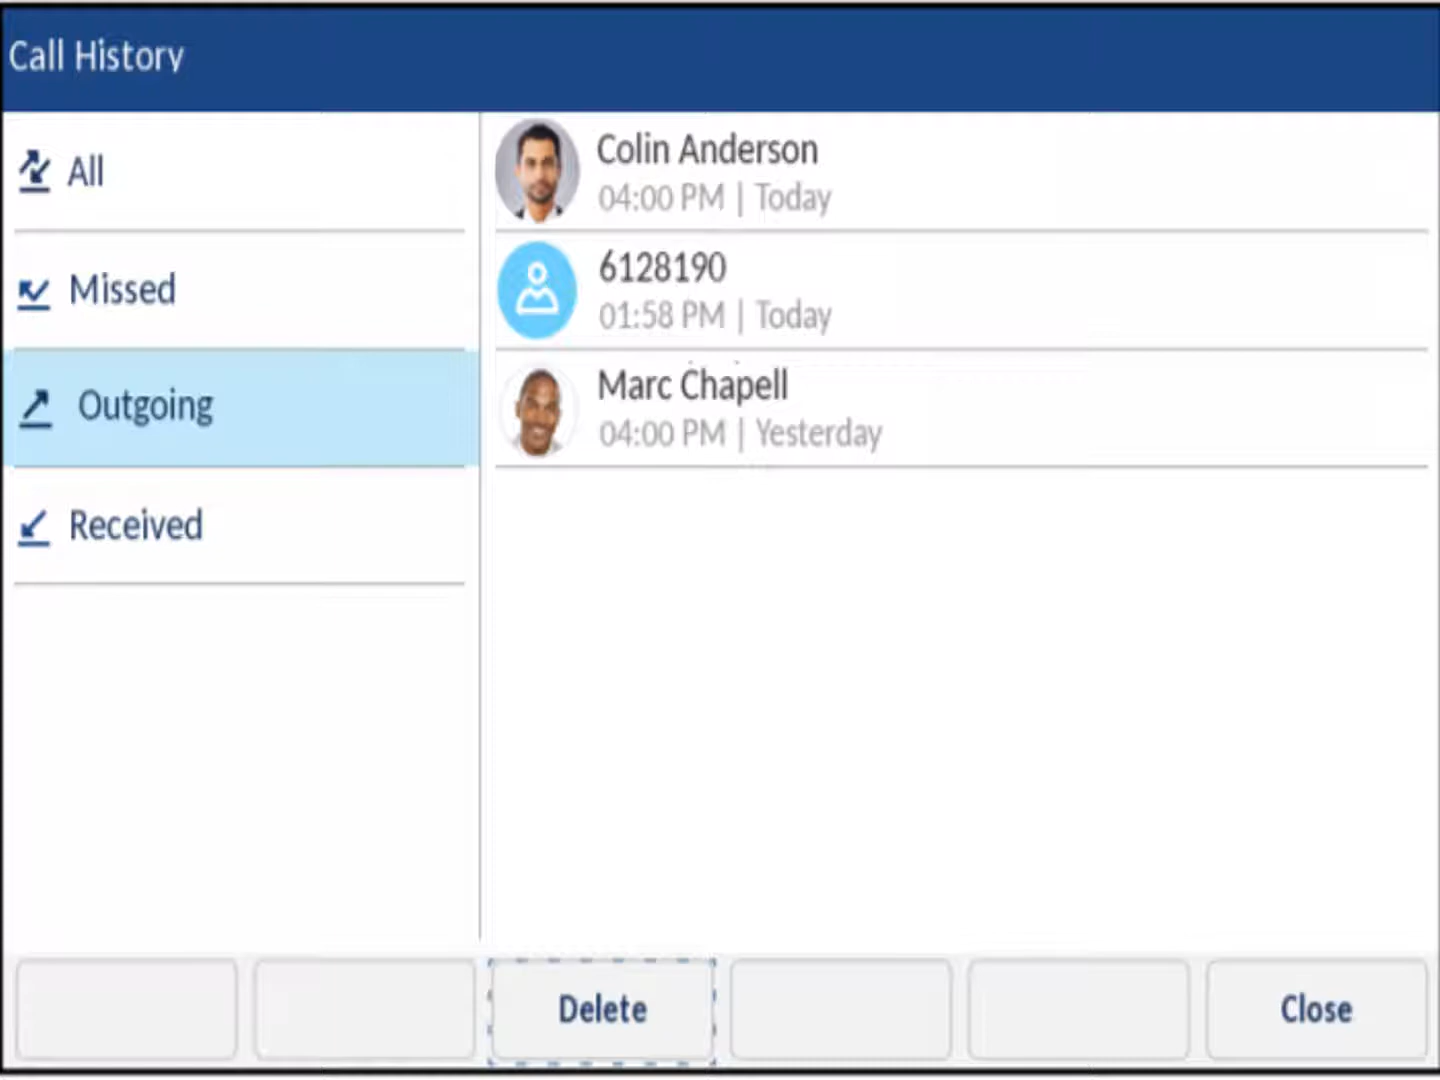 Call History
All
Missed
Outgoing
Received
Colin Anderson
04:00 PM | Today
6128190
01:58 PM | Today
Marc Chapell
04:00 PM | Yesterday
Delete
Close